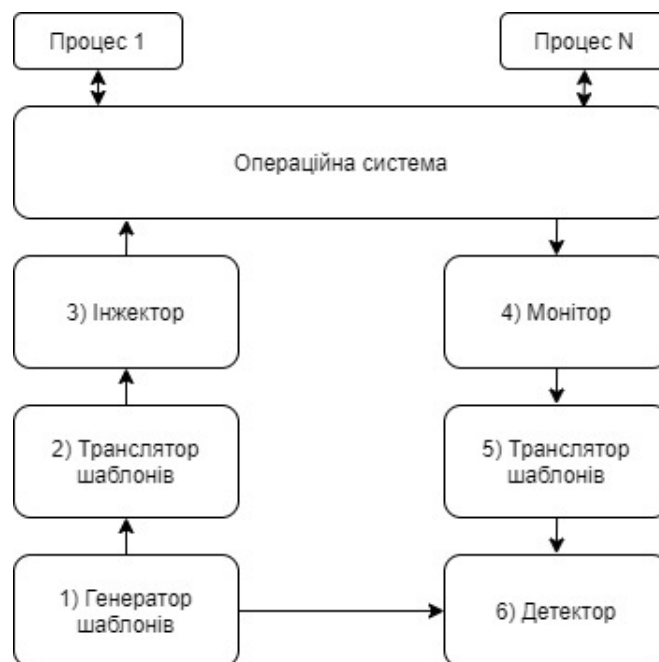 Процес 1
Процес N
Операційна система
3) Інжектор
4) Монітор
2) Транслятор
шаблонів
5) Транслятор
шаблонів
1) Генератор
шаблонів
6) Детектор